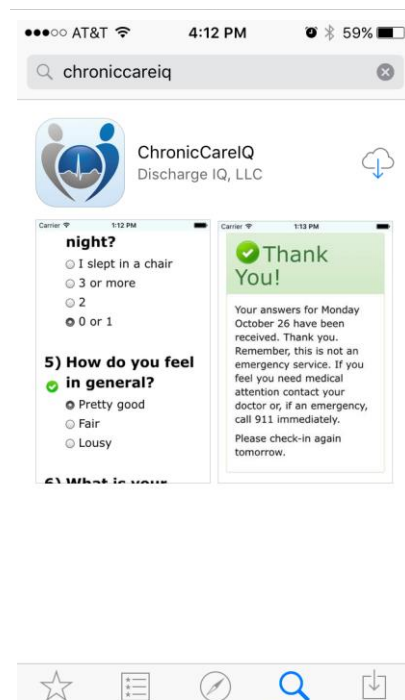 AT&T 4:12 PM 59%
chroniccareiq
ChronicCareIQ
Discharge IQ, LLC
Carrier 1:12 PM
night?
I slept in a chair
3 or more
2
0 or 1
5) How do you feel
in general?
Pretty good
Fair
Lousy
6) What is your
Carrier 1:13 PM
Thank
You!
Your answers for Monday
October 26 have been
received. Thank you.
Remember, this is not an
emergency service. If you
feel you need medical
attention contact your
doctor or, if an emergency,
call 911 immediately.
Please check-in again
tomorrow.